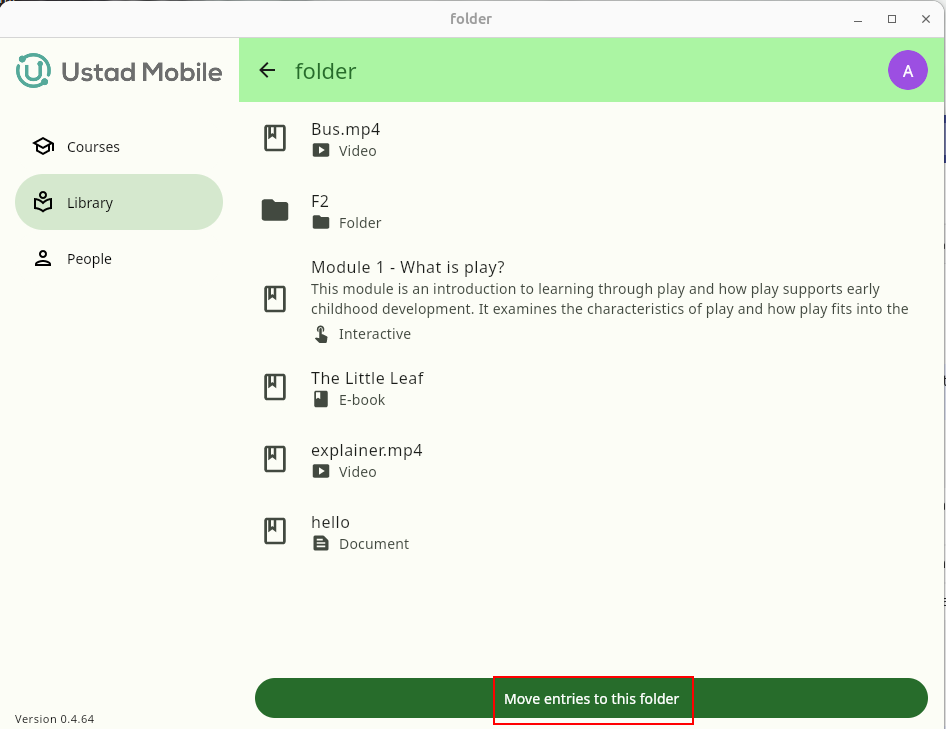 folder
Ustad Mobile
folder
A
Courses
Library
People
Bus.mp4
Video
F2
Folder
Module 1 - What is play?
This module is an introduction to learning through play and how play supports early
childhood development. It examines the characteristics of play and how play fits into the
Interactive
The Little Leaf
E-book
explainer.mp4
Video
hello
Document
Move entries to this folder
Version 0.4.64